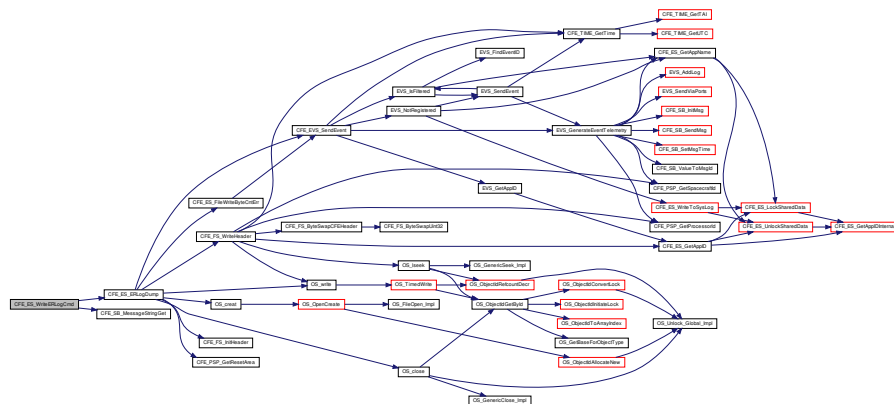 CFE_TIME_GetTAI
CFE_TIME_GetTime
CFE_TIME_GetUTC
EVS_FindEventID
CFE_ES_GetAppName
EVS_AddLog
EVS_IsFiltered
EVS_SendEvent
EVS_SendViaPorts
EVS_NotRegistered
CFE_SB_InitMsg
CFE_EVS_SendEvent
EVS_GenerateEventTelemetry
CFE_SB_SendMsg
CFE_SB_SetMsgTime
CFE_SB_ValueToMsgId
EVS_GetAppID
CFE_PSP_GetSpacecraftId
CFE_ES_FileWriteByteCntErr
CFE_ES_WriteToSysLog
CFE_ES_LockSharedData
CFE_FS_ByteSwapCFEHeader
CFE_FS_ByteSwapUint32
CFE_PSP_GetProcessorId
CFE_ES_UnlockSharedData
CFE_ES_GetAppIDInternal
CFE_FS_WriteHeader
CFE_ES_GetAppID
OS_lseek
OS_GenericSeek_Impl
OS_write
OS_TimedWrite
OS_ObjectIdRefcountDecr
OS_ObjectIdConvertLock
CFE_ES_ERLogDump
CFE_ES_WriteERLogCmd
OS_creat
OS_OpenCreate
OS_FileOpen_Impl
OS_ObjectIdGetById
OS_ObjectIdInitiateLock
CFE_SB_MessageStringGet
OS_ObjectIdToArrayIndex
OS_Unlock_Global_Impl
CFE_FS_InitHeader
OS_GetBaseForObjectType
CFE_PSP_GetResetArea
OS_ObjectIdAllocateNew
OS_close
OS_GenericClose_Impl